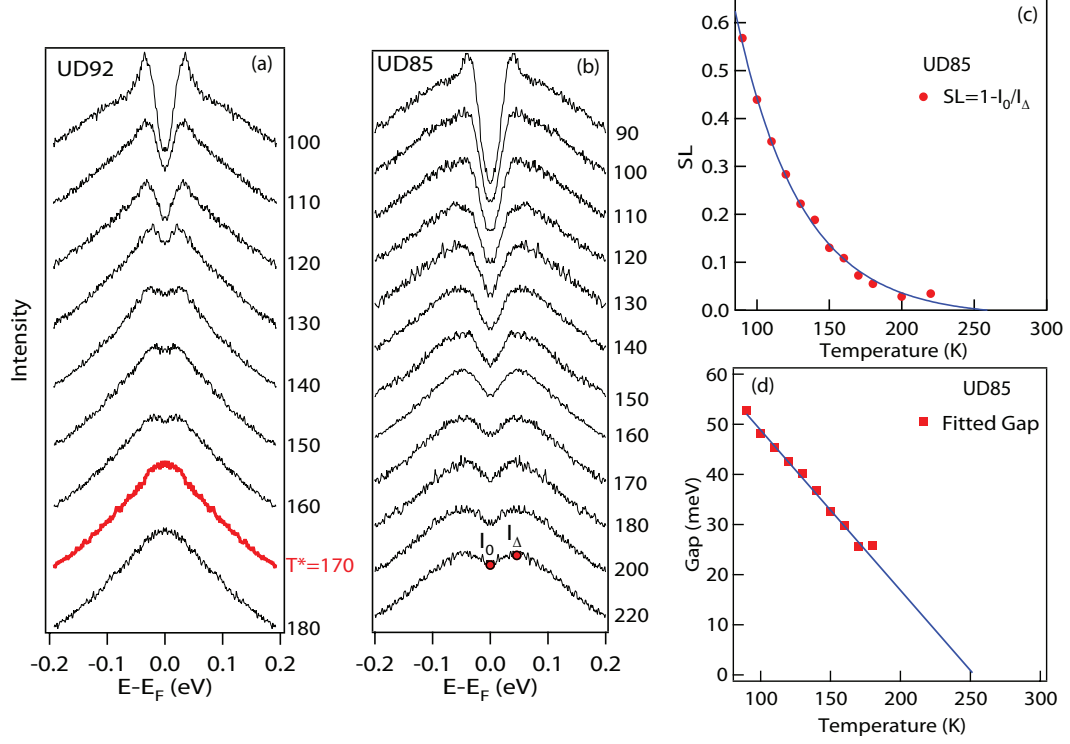 UD92
(a)
100
110
120
130
140
150
160
T*=170
180
Intensity
-0.2
-0.1
0.0
0.1
0.2
E-E_F (eV)
UD85
(b)
90
100
110
120
130
140
150
160
170
180
200
220
I_0
I_Δ
-0.2
-0.1
0.0
0.1
0.2
E-E_F (eV)
(c)
UD85
SL=1-I_0/I_Δ
SL
0.6
0.5
0.4
0.3
0.2
0.1
0.0
100
150
200
250
300
Temperature (K)
(d)
UD85
Fitted Gap
Gap (meV)
60
50
40
30
20
10
0
100
150
200
250
300
Temperature (K)